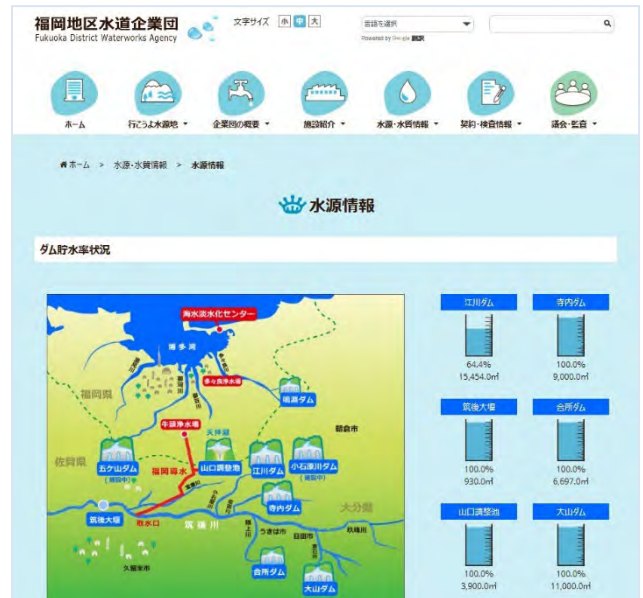 福岡地区水道企業団
Fukuoka District Waterworks Agency
文字サイズ 小 中 大
言語を選択
Powered by Google 翻訳
ホーム
行こうよ水源地
企業団の概要
施設紹介
水源・水質情報
契約・検査情報
議会・監査
ホーム > 水源・水質情報 > 水源情報
水源情報
ダム貯水率状況
海水淡水化センター
博多湾
多々良浄水場
福岡県
鳴淵ダム
牛頸浄水場
天神湖
朝倉市
佐賀県
五ケ山ダム
福岡導水
山口調整池
江川ダム
小石原川ダム
寺内ダム
大分県
筑後大堰
取水口
筑後川
うきは市
日田市
玖珠川
久留米市
合所ダム
大山ダム
江川ダム
64.4%
15,454.0㎥
寺内ダム
100.0%
9,000.0㎥
筑後大堰
100.0%
930.0㎥
合所ダム
100.0%
6,697.0㎥
山口調整池
100.0%
3,900.0㎥
大山ダム
100.0%
11,000.0㎥